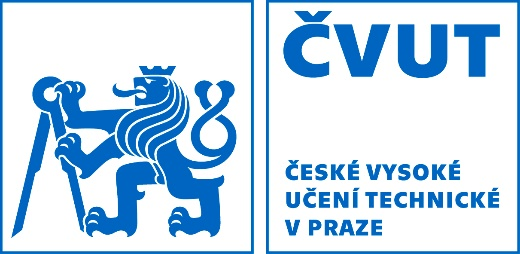 ČVUT
ČESKÉ VYSOKÉ
UČENÍ TECHNICKÉ
V PRAZE